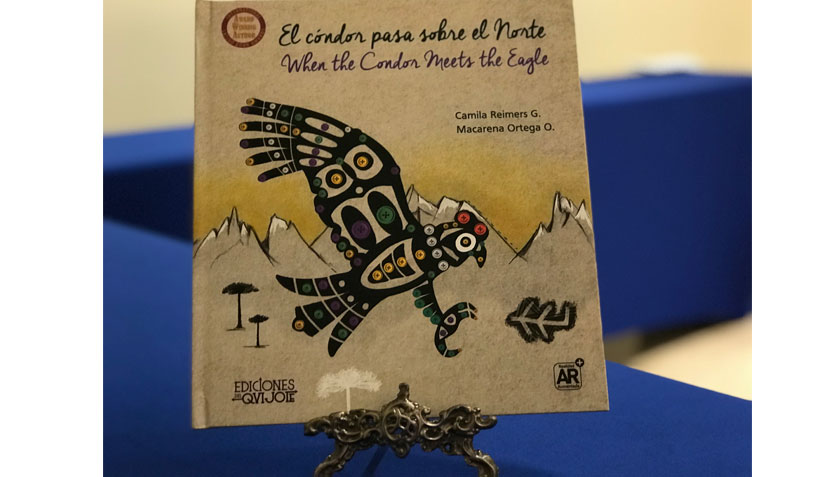 El cóndor pasa sobre el Norte
When the Condor Meets the Eagle
Camila Reimers G.
Macarena Ortega O.
EDICIONES
DEL QVIJOTE
AR+